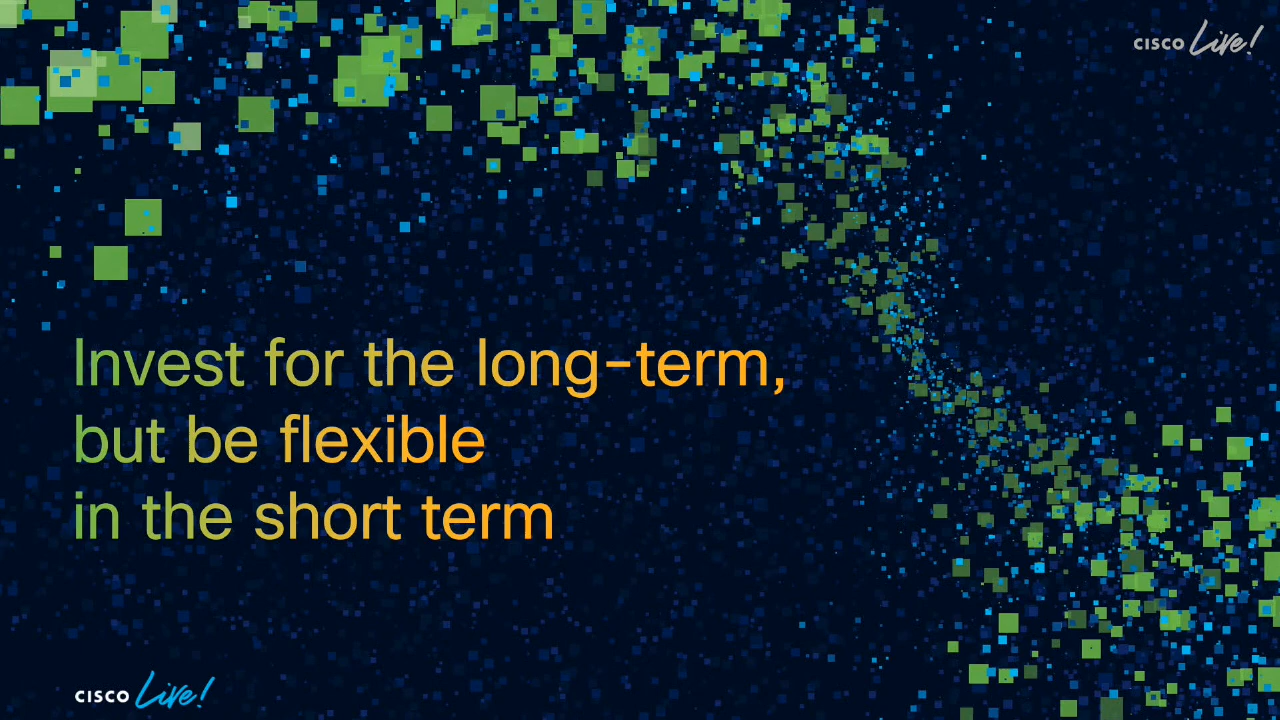 CISCO Live!
Invest for the long-term,
but be flexible
in the short term
CISCO Live!